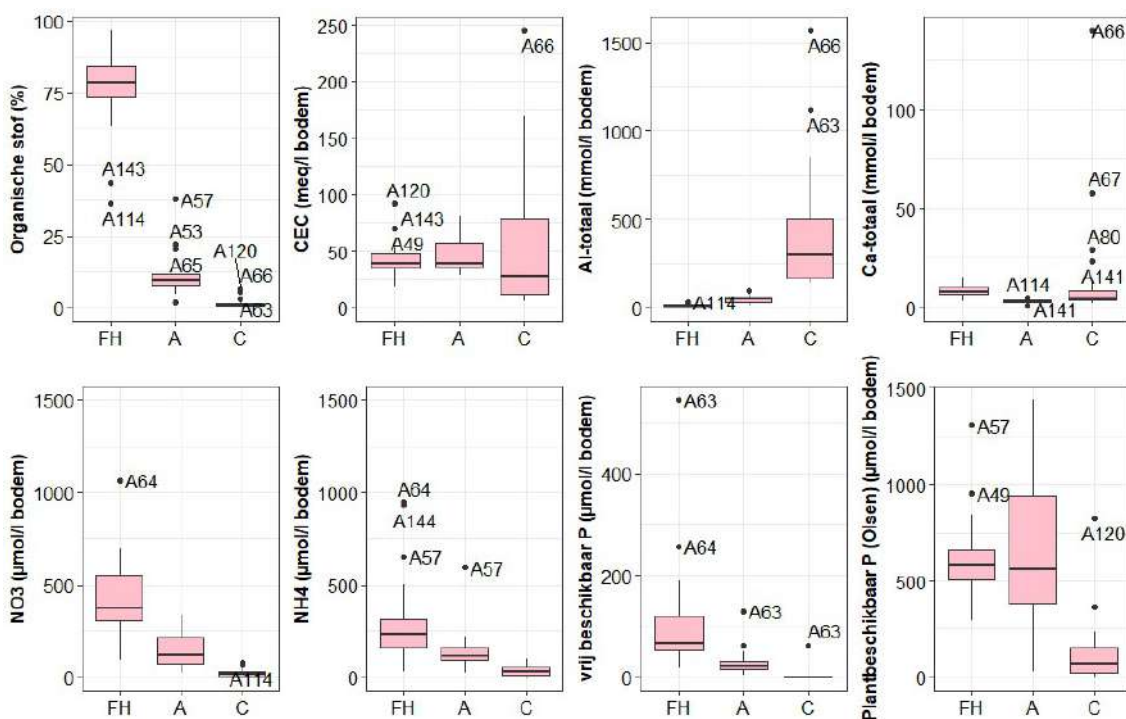 Organische stof (%)
100
75
50
25
0
A143
A114
A57
A53
A65
A120
A66
A63
FH A C
CEC (meq/l bodem)
250
200
150
100
50
0
A66
A120
A143
A49
FH A C
Al-totaal (mmol/l bodem)
1500
1000
500
0
A66
A63
A114
FH A C
Ca-totaal (mmol/l bodem)
100
50
0
A66
A67
A80
A141
A114
A141
FH A C
NO3 (µmol/l bodem)
1500
1000
500
0
A64
A114
FH A C
NH4 (µmol/l bodem)
1500
1000
500
0
A64
A144
A57
A57
FH A C
vrij beschikbaar P (µmol/l bodem)
400
200
0
A63
A64
A63
A63
FH A C
Plantbeschikbaar P (Olsen) (µmol/l bodem)
1500
1000
500
0
A57
A49
A120
FH A C